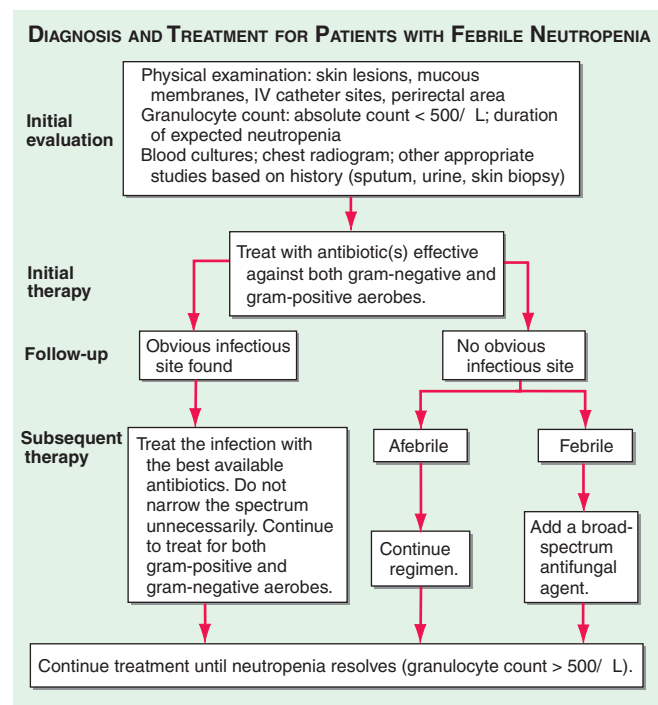 DIAGNOSIS AND TREATMENT FOR PATIENTS WITH FEBRILE NEUTROPENIA
Initial
evaluation
Physical examination: skin lesions, mucous
membranes, IV catheter sites, perirectal area
Granulocyte count: absolute count < 500/ L; duration
of expected neutropenia
Blood cultures; chest radiogram; other appropriate
studies based on history (sputum, urine, skin biopsy)
Initial
therapy
Treat with antibiotic(s) effective
against both gram-negative and
gram-positive aerobes.
Follow-up
Obvious infectious
site found
No obvious
infectious site
Subsequent
therapy
Treat the infection with
the best available
antibiotics. Do not
narrow the spectrum
unnecessarily. Continue
to treat for both
gram-positive and
gram-negative aerobes.
Afebrile
Febrile
Continue
regimen.
Add a broad-
spectrum
antifungal
agent.
Continue treatment until neutropenia resolves (granulocyte count > 500/ L).